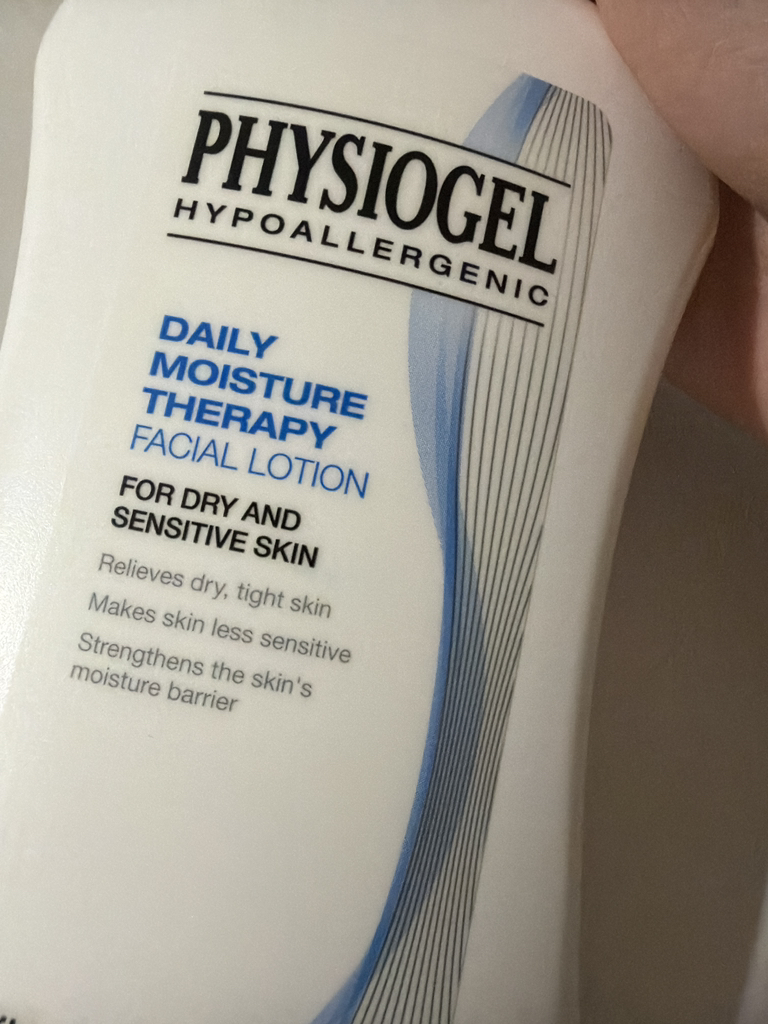 PHYSIOGEL
HYPOALLERGENIC
DAILY
MOISTURE
THERAPY
FACIAL LOTION
FOR DRY AND
SENSITIVE SKIN
Relieves dry, tight skin
Makes skin less sensitive
Strengthens the skin's
moisture barrier